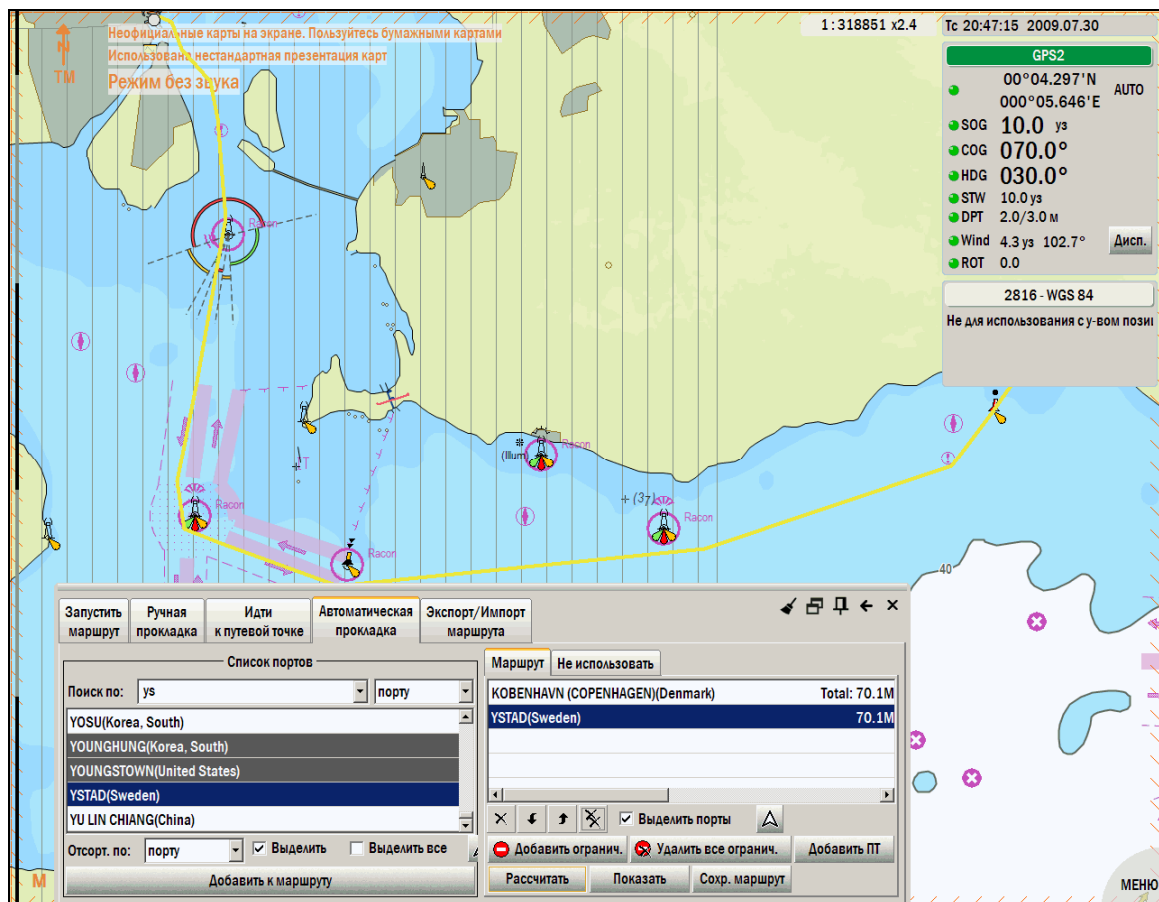 Неофициальные карты на экране. Пользуйтесь бумажными картами
Использована нестандартная презентация карт
Режим без звука
N
TM
1:318851 x2.4
Tc 20:47:15 2009.07.30
GPS2
00°04.297'N
000°05.646'E
AUTO
SOG 10.0 уз
COG 070.0°
HDG 030.0°
STW 10.0 уз
DPT 2.0/3.0 м
Wind 4.3 уз 102.7°
Дисп.
ROT 0.0
2816 - WGS 84
Не для использования с у-вом пози
Racon
T
(Illum)
Racon
(37)
Racon
Racon
Racon
40
Запустить маршрут
Ручная прокладка
Идти к путевой точке
Автоматическая прокладка
Экспорт/Импорт маршрута
Список портов
Поиск по: ys порту
YOSU(Korea, South)
YOUNGHUNG(Korea, South)
YOUNGSTOWN(United States)
YSTAD(Sweden)
YU LIN CHIANG(China)
Отсорт. по: порту Выделить Выделить все
Добавить к маршруту
Маршрут Не использовать
KOBENHAVN (COPENHAGEN)(Denmark) Total: 70.1M
YSTAD(Sweden) 70.1M
Выделить порты
Добавить огранич. Удалить все огранич. Добавить ПТ
Рассчитать Показать Сохр. маршрут
M
МЕНЮ